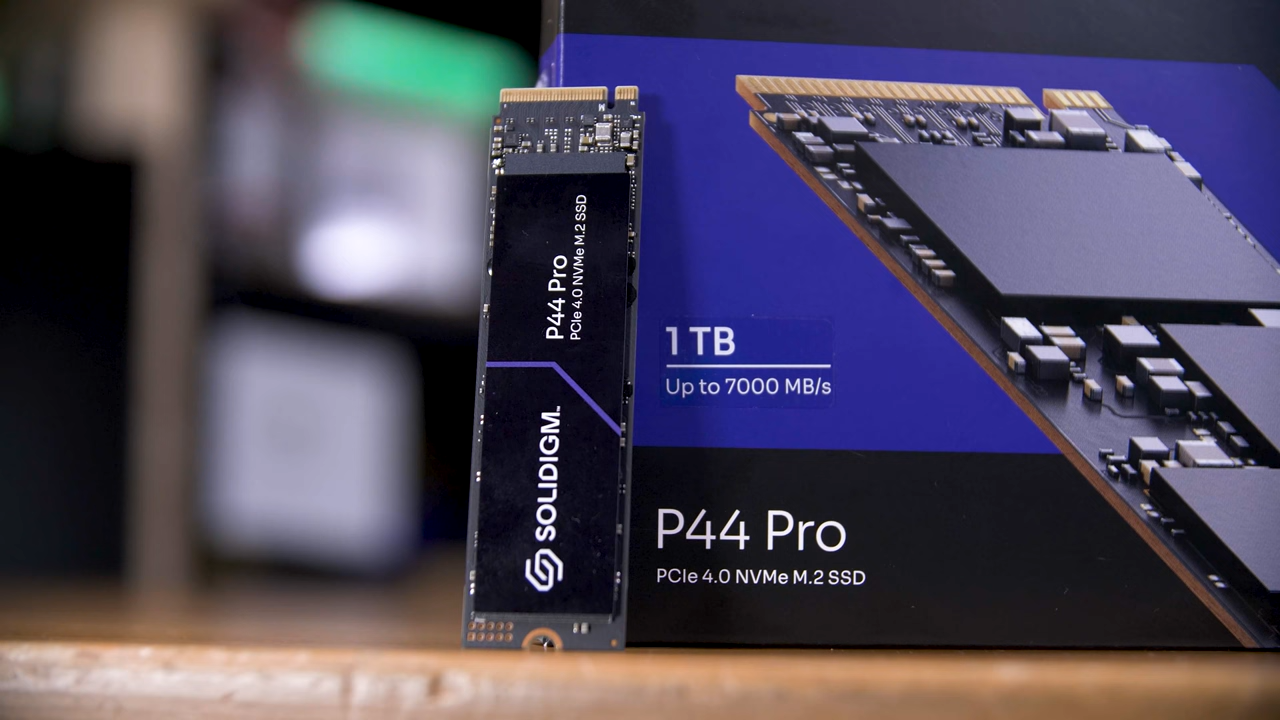 P44 Pro
PCIe 4.0 NVMe M.2 SSD
SOLIDIGM™
1 TB
Up to 7000 MB/s
P44 Pro
PCIe 4.0 NVMe M.2 SSD